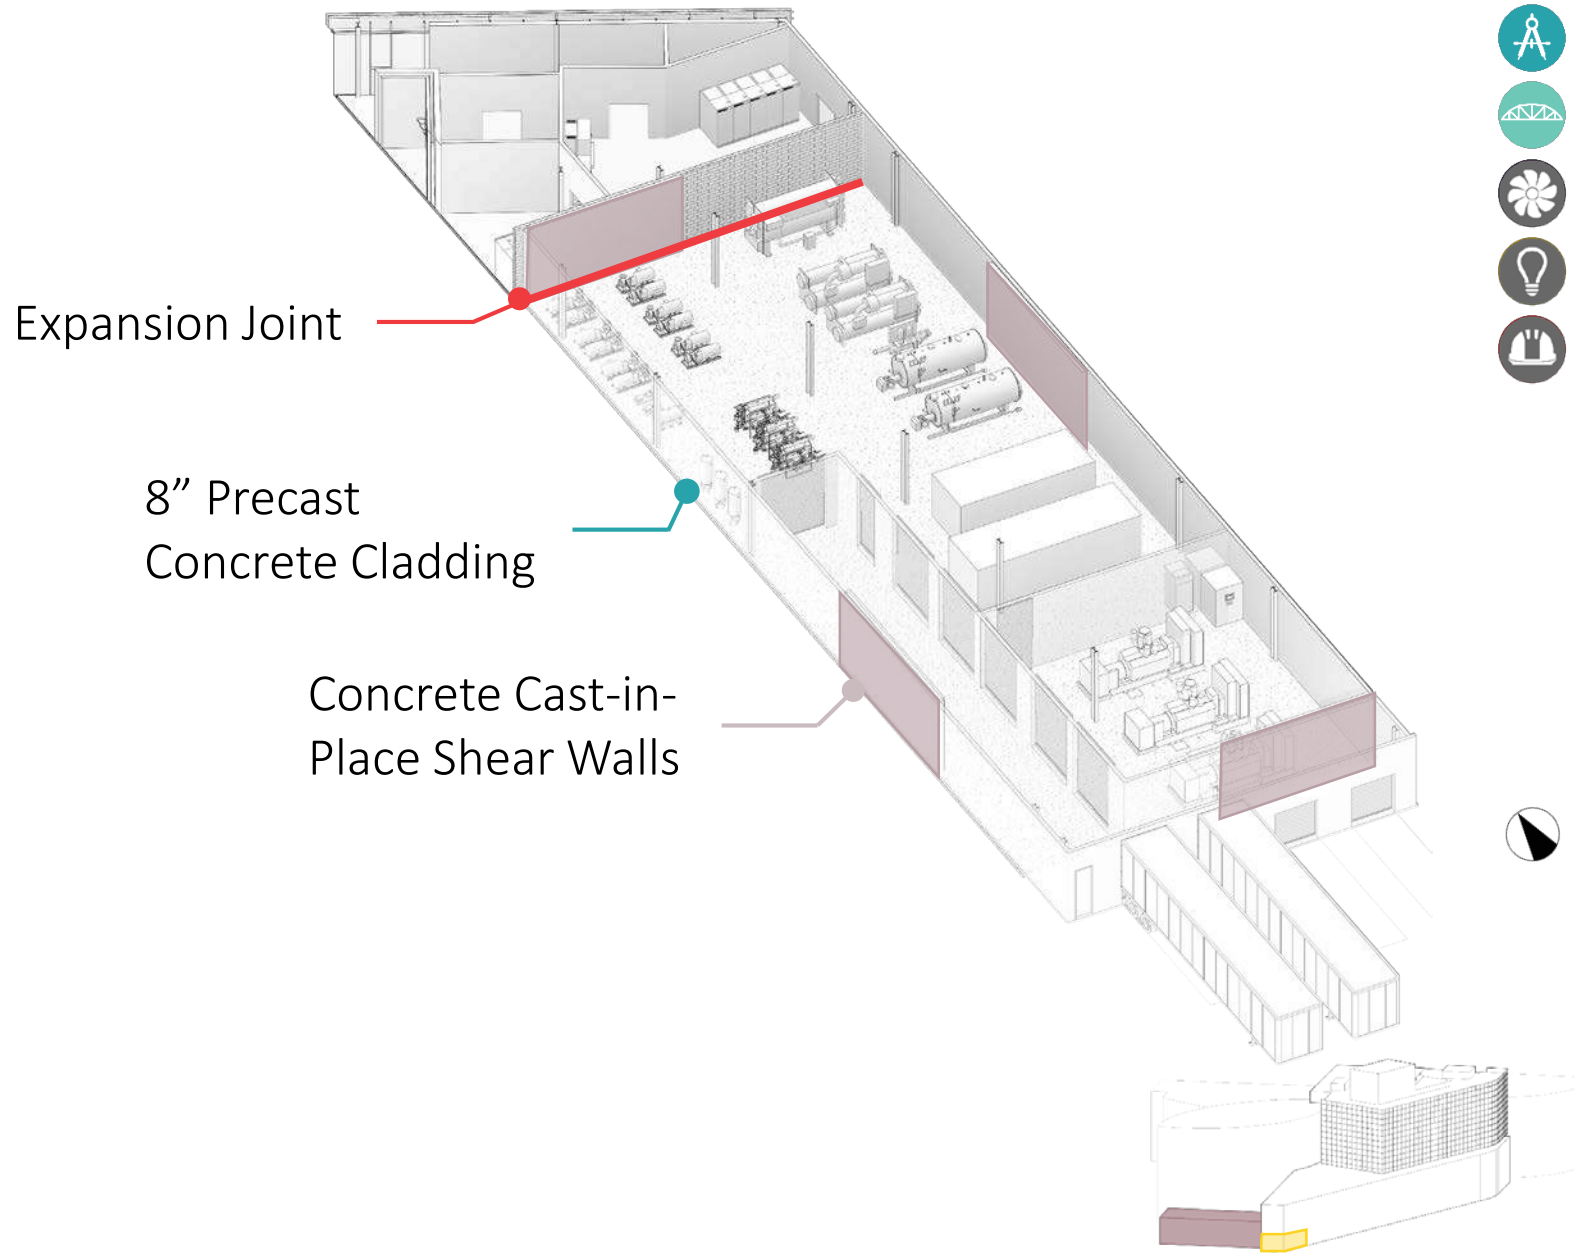 Expansion Joint
8” Precast
Concrete Cladding
Concrete Cast-in-
Place Shear Walls